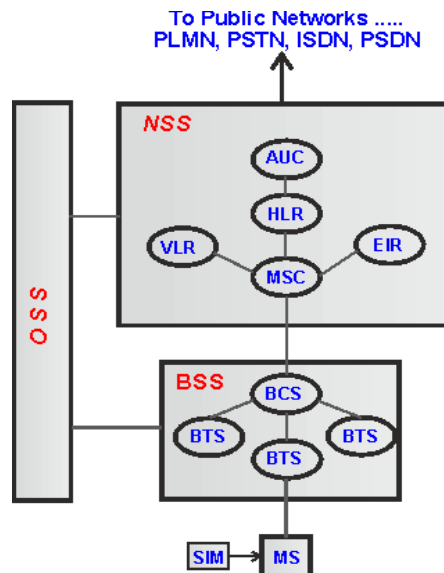 To Public Networks .....
PLMN, PSTN, ISDN, PSDN
NSS
AUC
HLR
VLR
EIR
MSC
OSS
BSS
BCS
BTS
BTS
BTS
SIM
MS